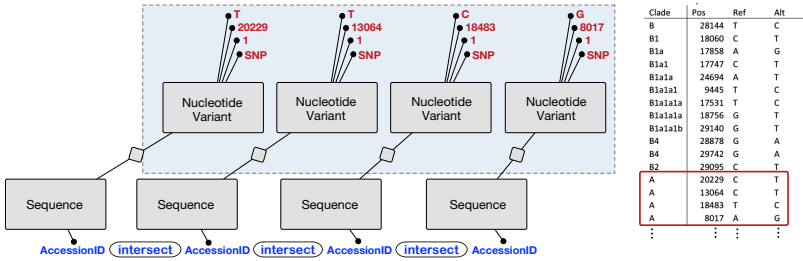 T T C G
20229 13064 18483 8017
1 1 1 1
SNP SNP SNP SNP
Nucleotide Variant Nucleotide Variant Nucleotide Variant Nucleotide Variant
Sequence Sequence Sequence Sequence
AccessionID intersect AccessionID intersect AccessionID intersect AccessionID
Clade Pos Ref Alt
B 28144 T C
B1 18060 C T
B1a 17858 A G
B1a1 17747 C T
B1a1a 24694 A T
B1a1a1 9445 T C
B1a1a1a 17531 T C
B1a1a1a 18756 G T
B1a1a1b 29140 G T
B4 28878 G A
B4 29742 G A
B2 29095 C T
A 20229 C T
A 13064 C T
A 18483 T C
A 8017 A G